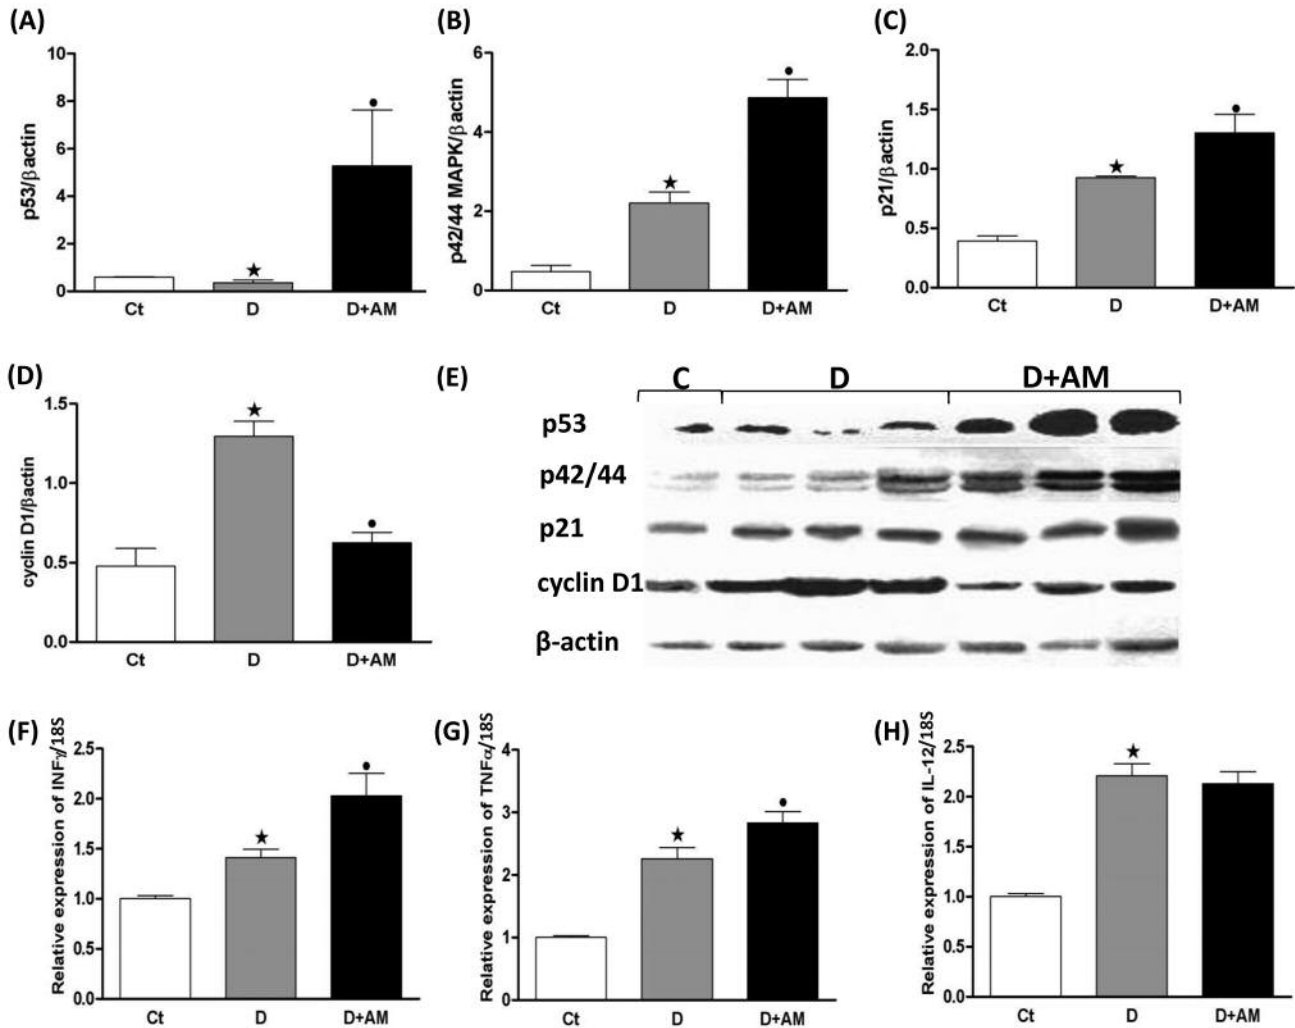 (A)
p53/βactin
10
8
6
4
2
0
Ct D D+AM
(B)
p42/44 MAPK/βactin
6
4
2
0
Ct D D+AM
(C)
p21/βactin
2.0
1.5
1.0
0.5
0.0
Ct D D+AM
(D)
cyclin D1/βactin
1.5
1.0
0.5
0.0
Ct D D+AM
(E)
C D D+AM
p53
p42/44
p21
cyclin D1
β-actin
(F)
Relative expression of INFγ/18S
2.5
2.0
1.5
1.0
0.5
0.0
Ct D D+AM
(G)
Relative expression of TNFα/18S
4
3
2
1
0
Ct D D+AM
(H)
Relative expression of IL-12/18S
2.5
2.0
1.5
1.0
0.5
0.0
Ct D D+AM